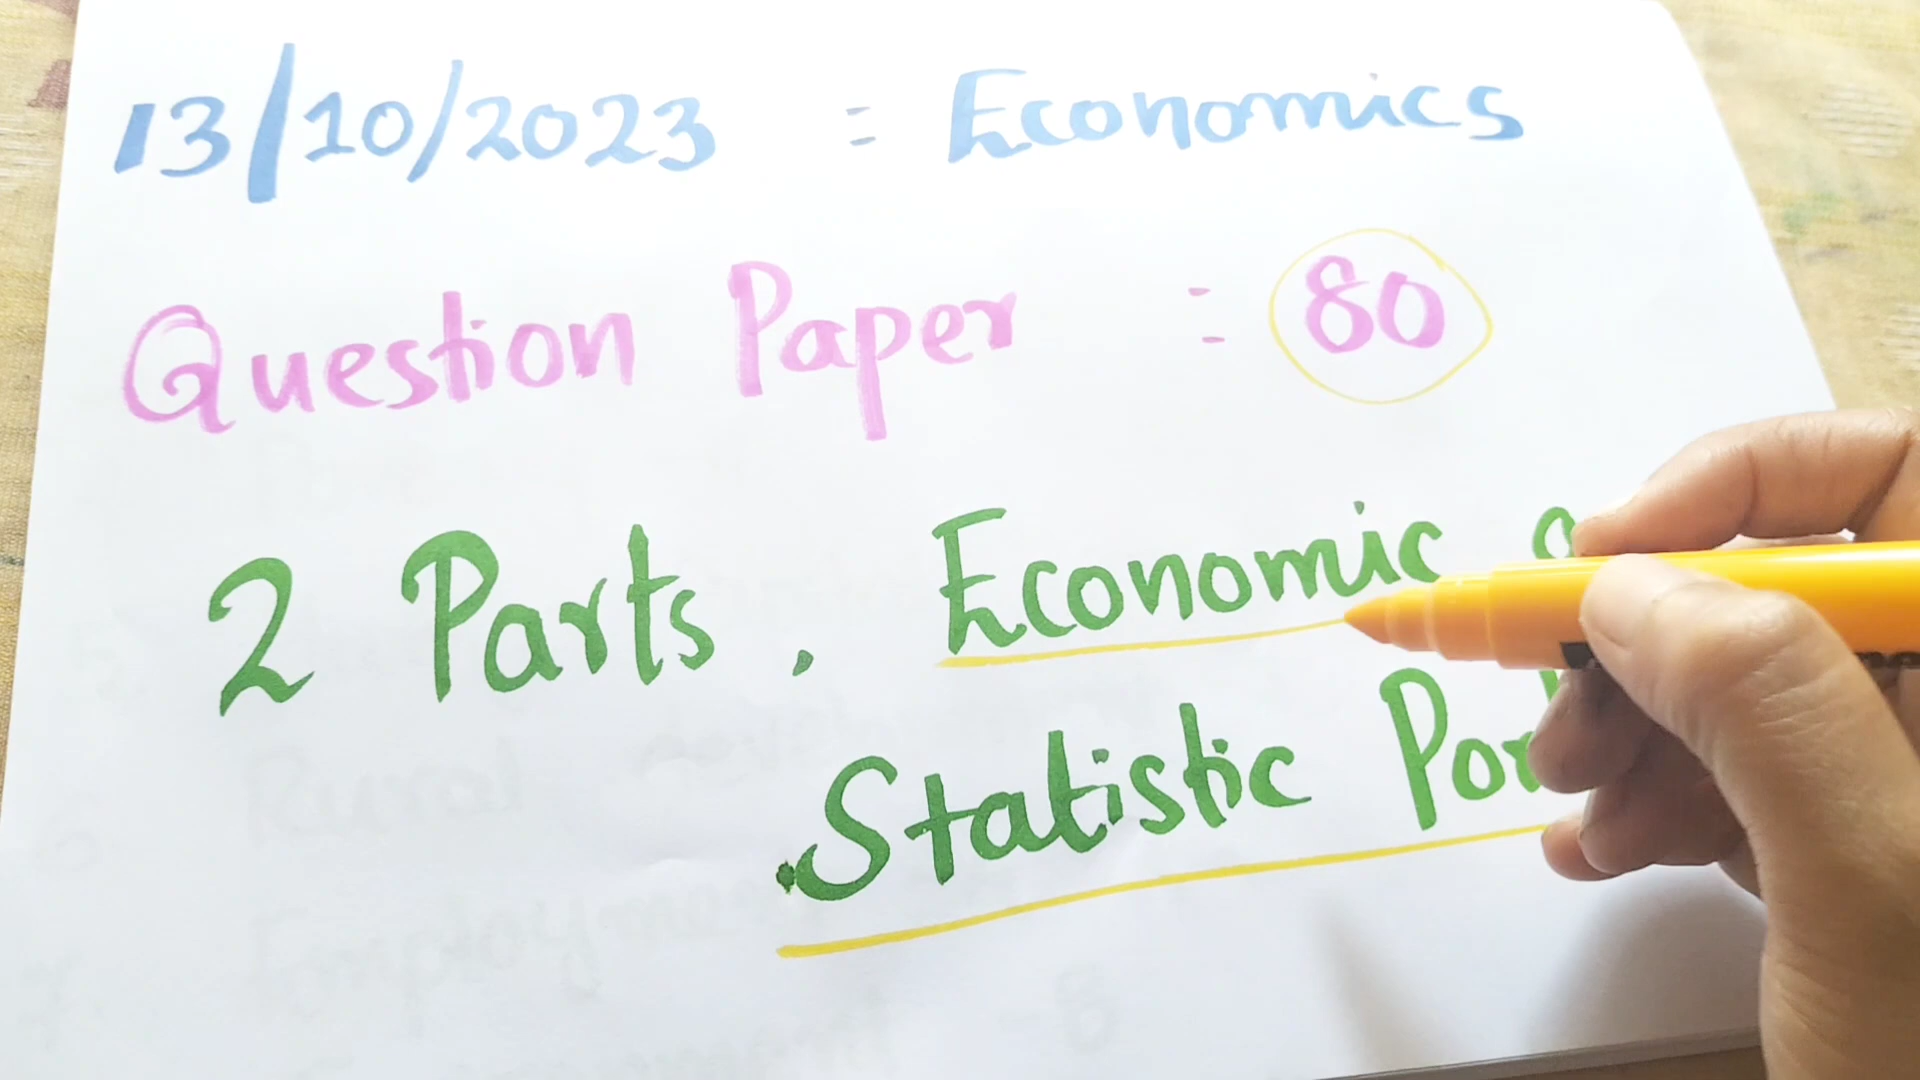 13/10/2023 = Economics
Question Paper = 80
2 Parts . Economic
. Statistic